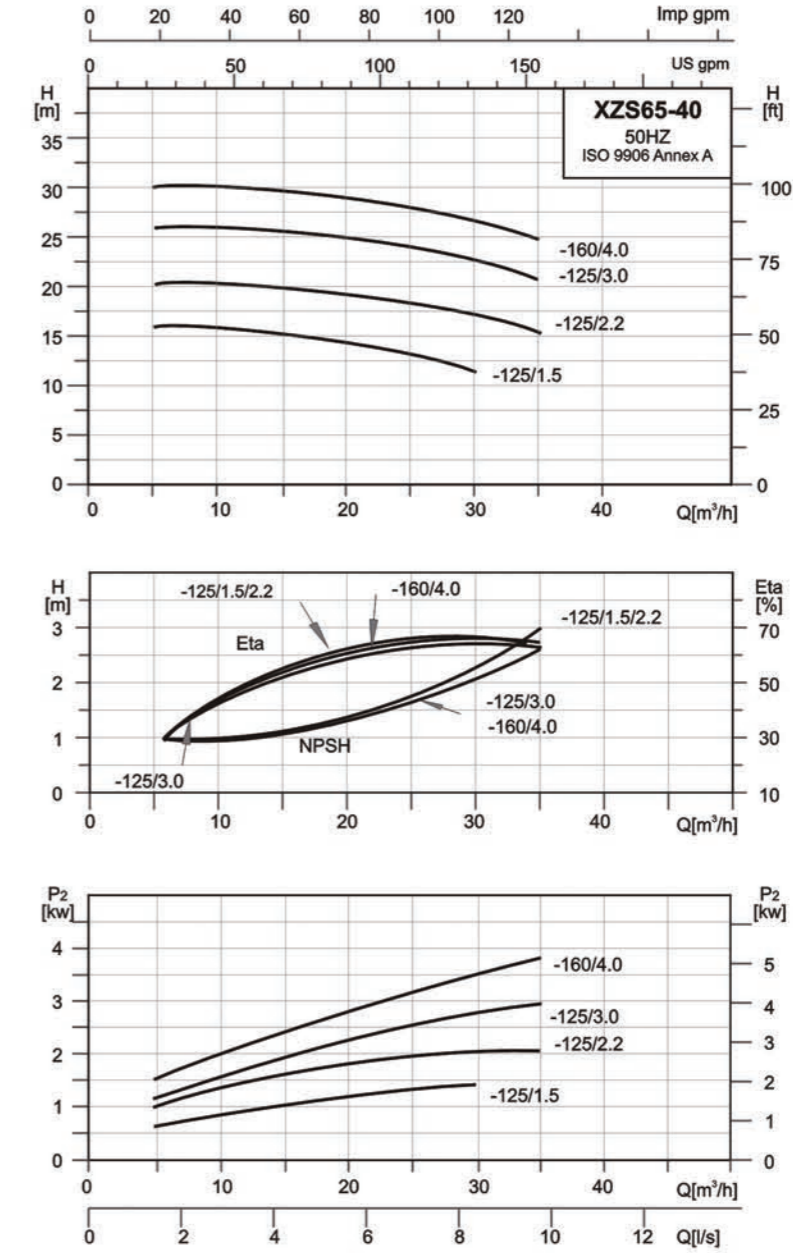 0 20 40 60 80 100 120 Imp gpm
0 50 100 150 US gpm
H
[m]
H
[ft]
XZS65-40
50HZ
ISO 9906 Annex A
35
30
25
20
15
10
5
0
100
75
50
25
0
-160/4.0
-125/3.0
-125/2.2
-125/1.5
0 10 20 30 40 Q[m³/h]
H
[m]
Eta
[%]
3
2
1
0
70
50
30
10
-125/1.5/2.2
-160/4.0
-125/1.5/2.2
Eta
-125/3.0
-160/4.0
NPSH
-125/3.0
0 10 20 30 40 Q[m³/h]
P2
[kw]
P2
[kw]
4
3
2
1
0
5
4
3
2
1
0
-160/4.0
-125/3.0
-125/2.2
-125/1.5
0 10 20 30 40 Q[m³/h]
0 2 4 6 8 10 12 Q[l/s]